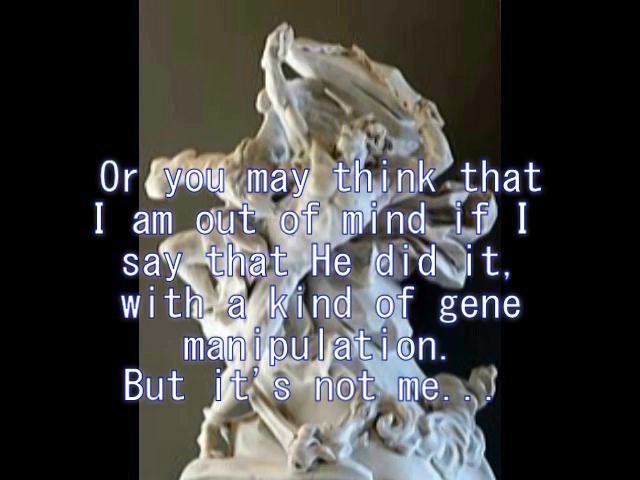 Or you may think that
I am out of mind if I
say that He did it,
with a kind of gene
manipulation.
But it's not me...